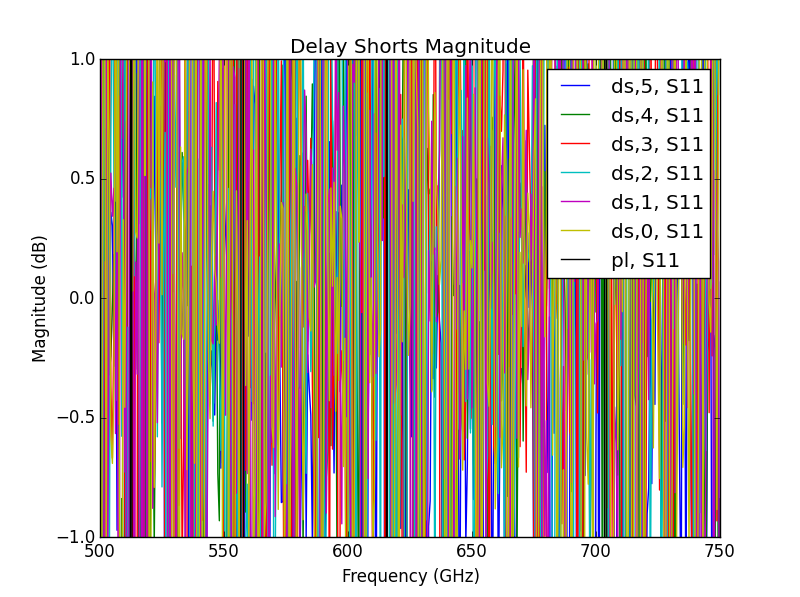 Delay Shorts Magnitude
1.0
0.5
0.0
−0.5
−1.0
Magnitude (dB)
ds,5, S11
ds,4, S11
ds,3, S11
ds,2, S11
ds,1, S11
ds,0, S11
pl, S11
500 550 600 650 700 750
Frequency (GHz)